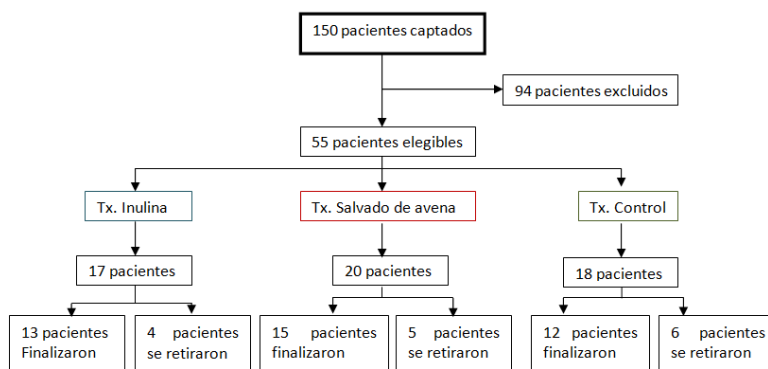 150 pacientes captados
94 pacientes excluidos
55 pacientes elegibles
Tx. Inulina
Tx. Salvado de avena
Tx. Control
17 pacientes
20 pacientes
18 pacientes
13 pacientes
Finalizaron
4 pacientes
se retiraron
15 pacientes
finalizaron
5 pacientes
se retiraron
12 pacientes
finalizaron
6 pacientes
se retiraron